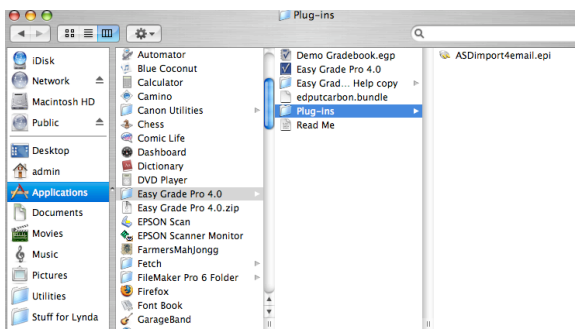 Plug-ins
iDisk
Network
Macintosh HD
Public
Desktop
admin
Applications
Documents
Movies
Music
Pictures
Utilities
Stuff for Lynda
Automator
Blue Coconut
Calculator
Camino
Canon Utilities
Chess
Comic Life
Dashboard
Dictionary
DVD Player
Easy Grade Pro 4.0
Easy Grade Pro 4.0.zip
EPSON Scan
EPSON Scanner Monitor
FarmersMahJongg
Fetch
FileMaker Pro 6 Folder
Firefox
Font Book
GarageBand
Demo Gradebook.egp
Easy Grade Pro 4.0
Easy Grad... Help copy
edputcarbon.bundle
Plug-ins
Read Me
ASDimport4email.epi